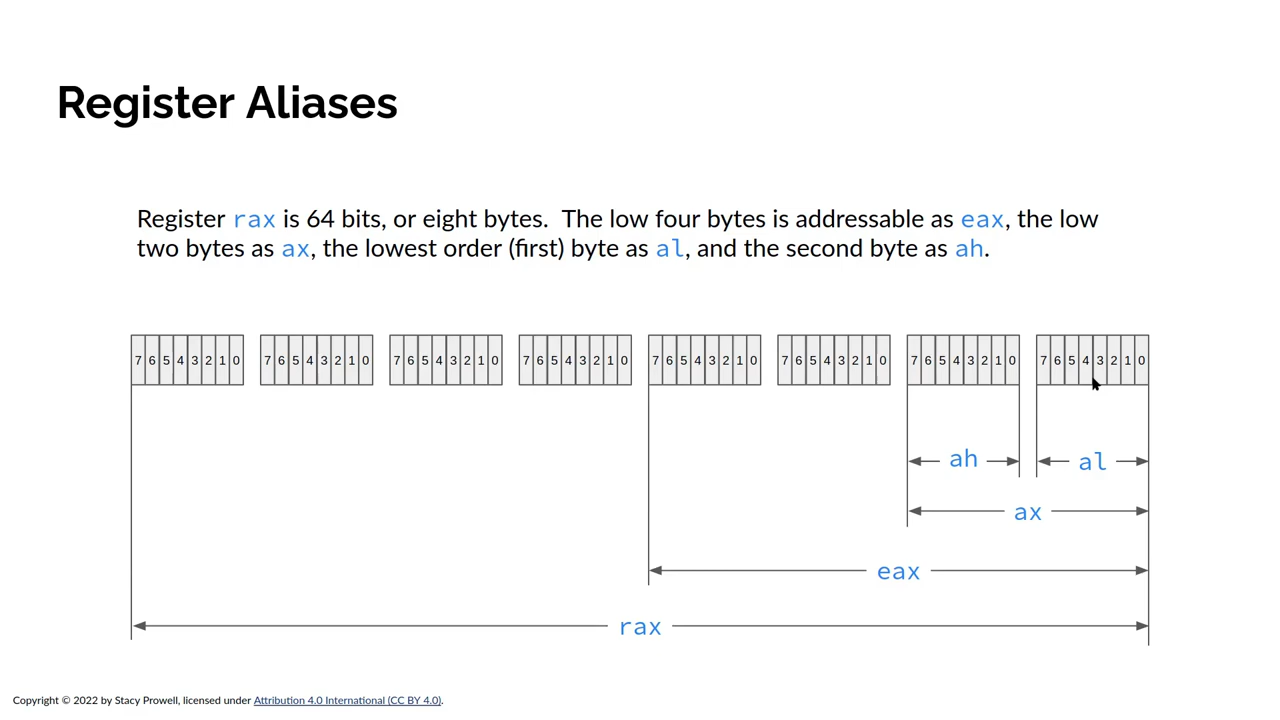 Register Aliases
Register rax is 64 bits, or eight bytes.  The low four bytes is addressable as eax, the low
two bytes as ax, the lowest order (first) byte as al, and the second byte as ah.
7 6 5 4 3 2 1 0 7 6 5 4 3 2 1 0 7 6 5 4 3 2 1 0 7 6 5 4 3 2 1 0 7 6 5 4 3 2 1 0 7 6 5 4 3 2 1 0 7 6 5 4 3 2 1 0 7 6 5 4 3 2 1 0
ah al
ax
eax
rax
Copyright © 2022 by Stacy Prowell, licensed under Attribution 4.0 International (CC BY 4.0).